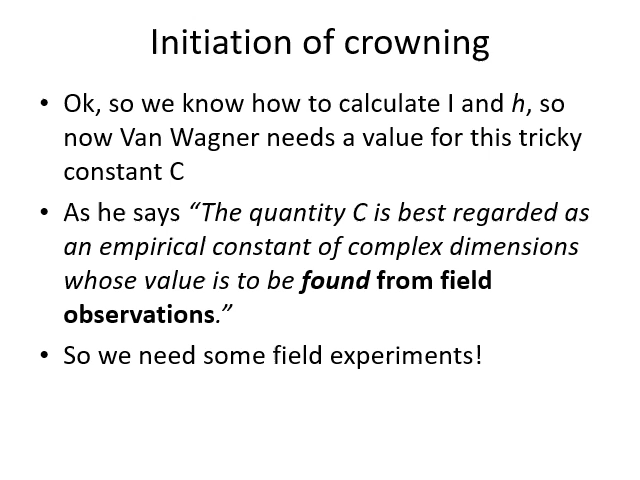 Initiation of crowning
• Ok, so we know how to calculate I and h, so
now Van Wagner needs a value for this tricky
constant C
• As he says “The quantity C is best regarded as
an empirical constant of complex dimensions
whose value is to be found from field
observations.”
• So we need some field experiments!